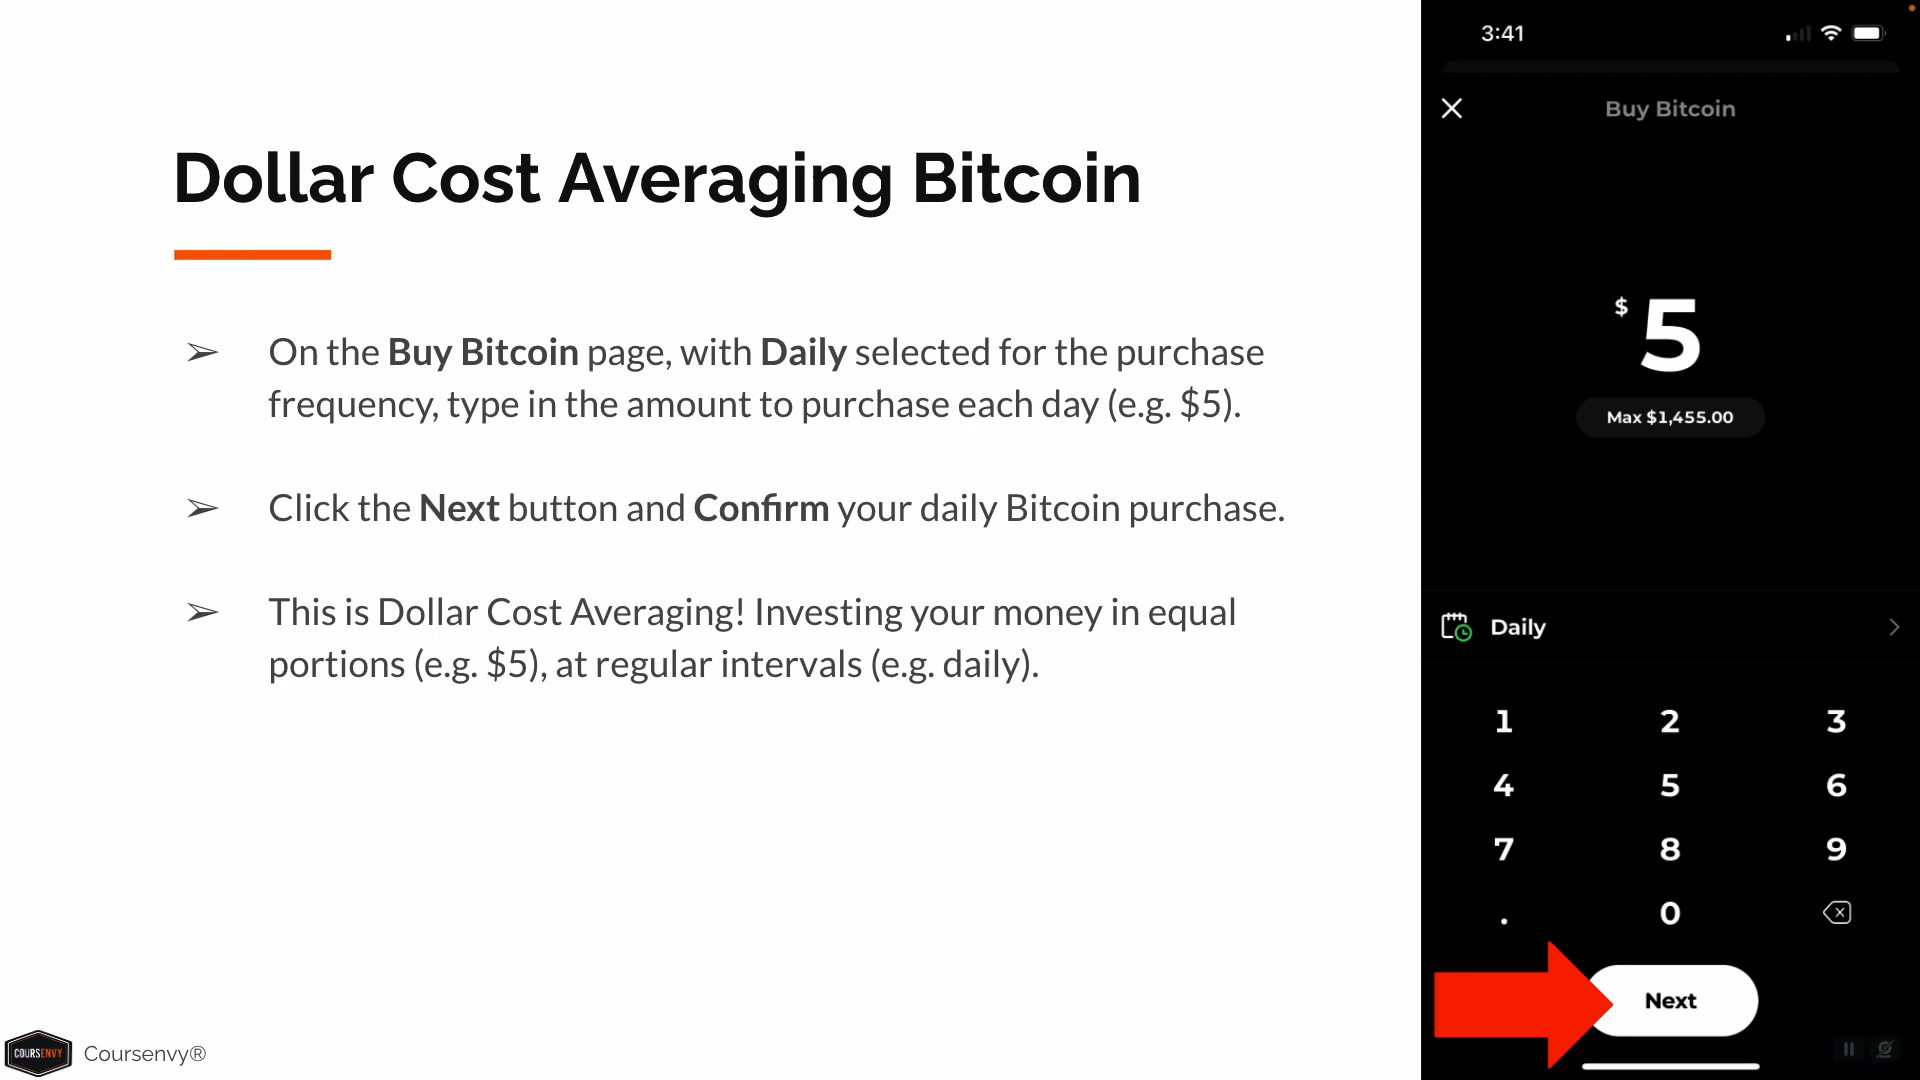 Dollar Cost Averaging Bitcoin
➢ On the Buy Bitcoin page, with Daily selected for the purchase
frequency, type in the amount to purchase each day (e.g. $5).
➢ Click the Next button and Confirm your daily Bitcoin purchase.
➢ This is Dollar Cost Averaging! Investing your money in equal
portions (e.g. $5), at regular intervals (e.g. daily).
COURSENVY
Coursenvy®
3:41
Buy Bitcoin
$5
Max $1,455.00
Daily
1 2 3
4 5 6
7 8 9
. 0
Next